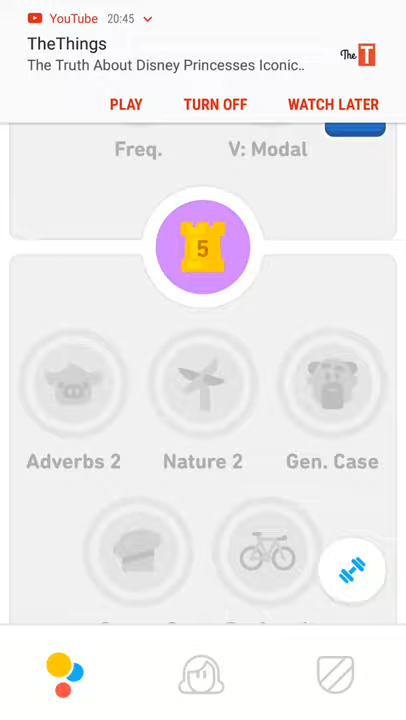 YouTube 20:45
TheThings
The Truth About Disney Princesses Iconic..
The T
PLAY TURN OFF WATCH LATER
Freq. V: Modal
5
Adverbs 2 Nature 2 Gen. Case